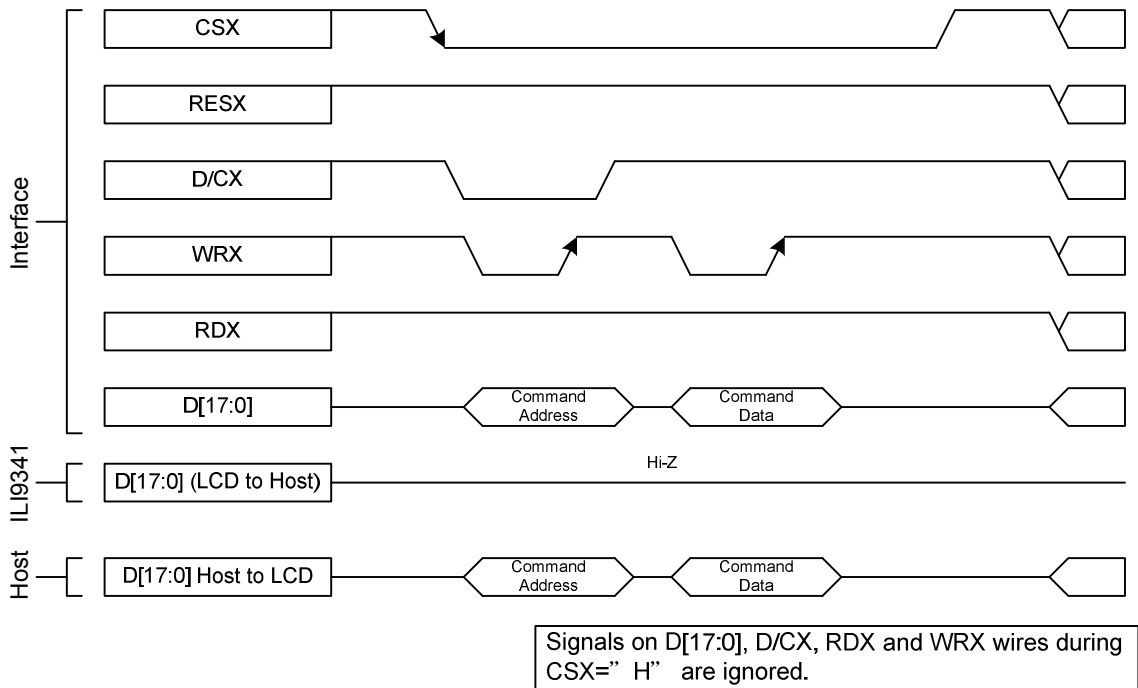 Interface
CSX
RESX
D/CX
WRX
RDX
D[17:0]
Command
Address
Command
Data
ILI9341
D[17:0] (LCD to Host)
Hi-Z
Host
D[17:0] Host to LCD
Command
Address
Command
Data
Signals on D[17:0], D/CX, RDX and WRX wires during
CSX=” H” are ignored.